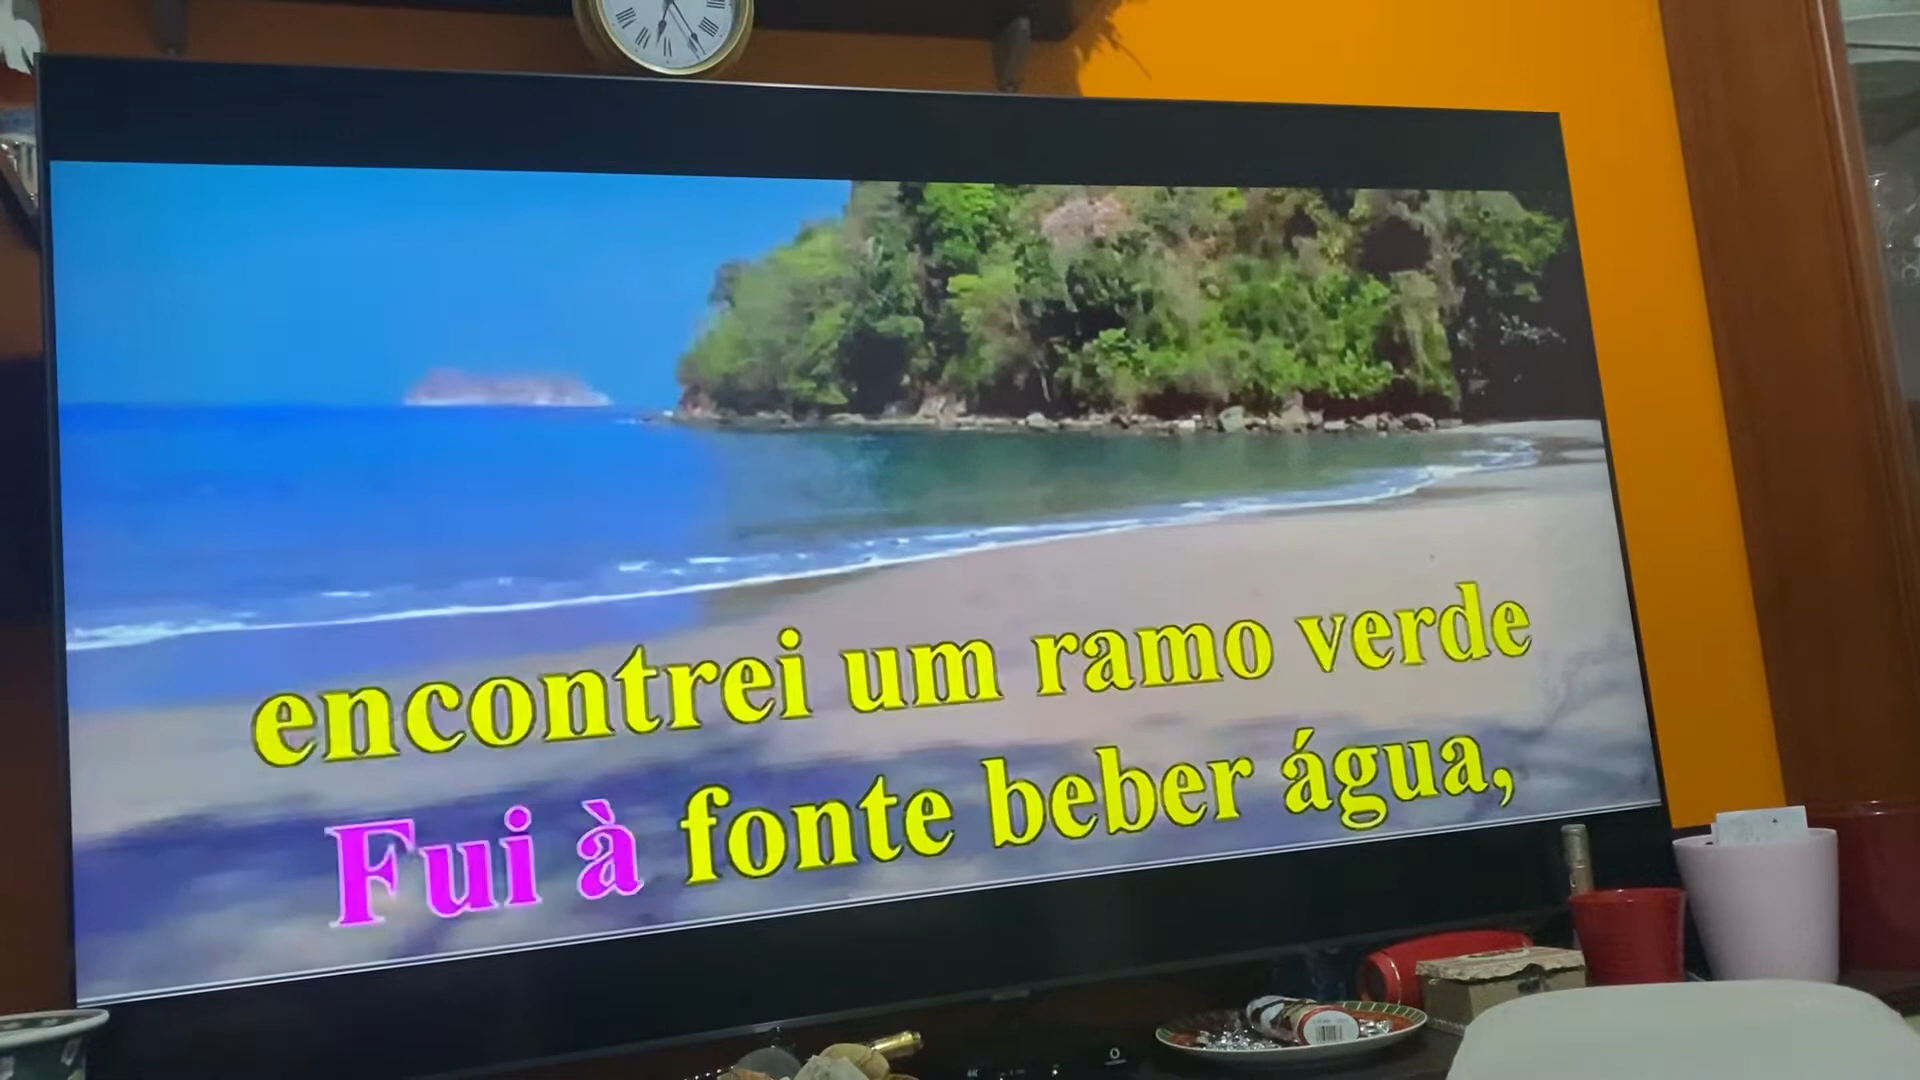 encontrei um ramo verde
Fui à fonte beber água,